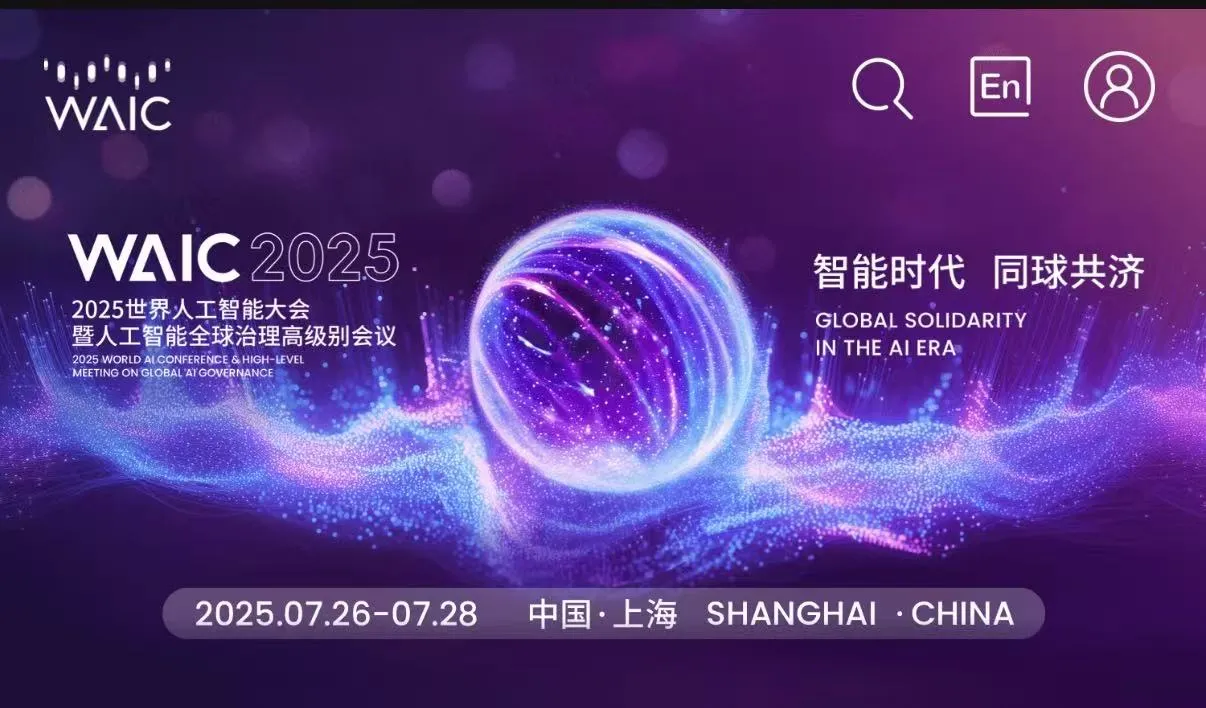 WAIC
En
WAIC 2025
2025世界人工智能大会
暨人工智能全球治理高级别会议
2025 WORLD AI CONFERENCE & HIGH-LEVEL
MEETING ON GLOBAL AI GOVERNANCE
智能时代 同球共济
GLOBAL SOLIDARITY
IN THE AI ERA
2025.07.26-07.28 中国·上海 SHANGHAI ·CHINA